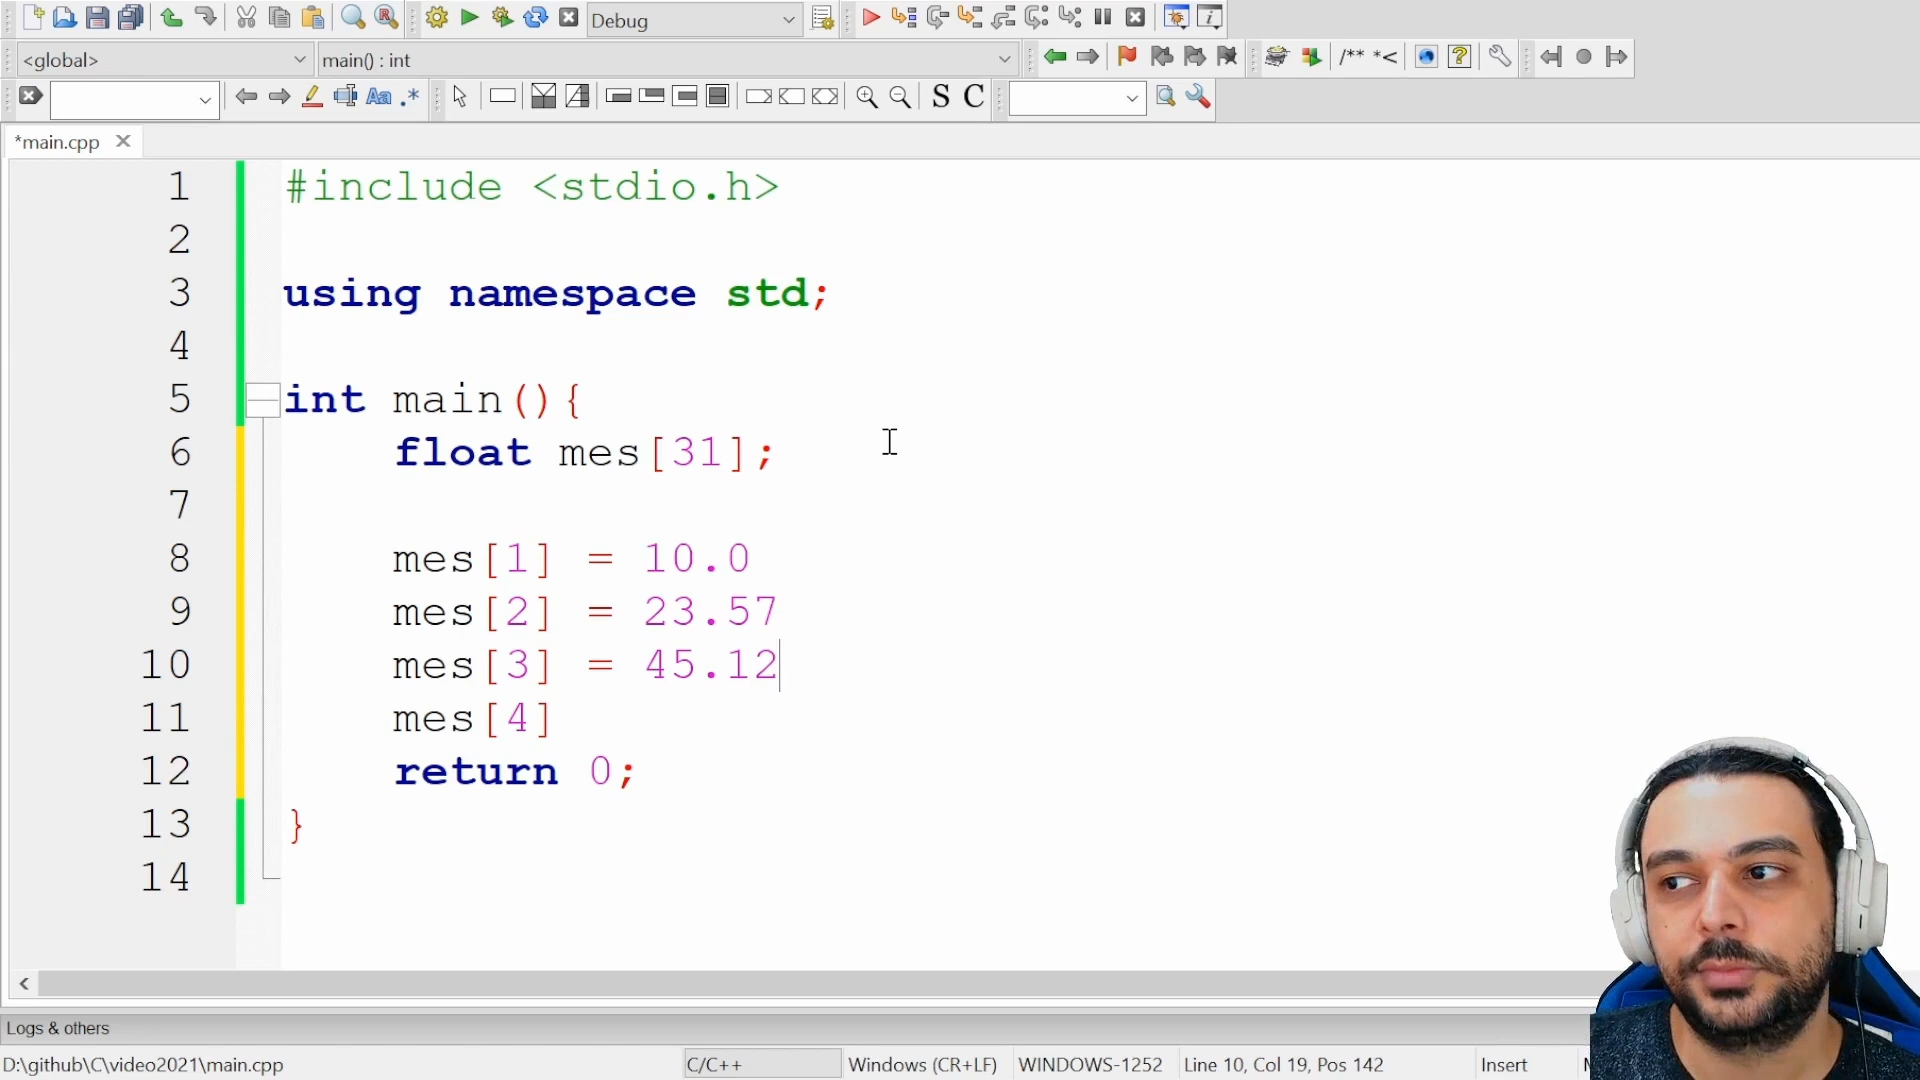 Debug
<global>
main() : int
/** *<
Aa .*
S C
*main.cpp
1 #include <stdio.h>
2
3 using namespace std;
4
5 int main(){
6 float mes[31];
7
8 mes[1] = 10.0
9 mes[2] = 23.57
10 mes[3] = 45.12
11 mes[4]
12 return 0;
13 }
14
Logs & others
D:\github\C\video2021\main.cpp C/C++ Windows (CR+LF) WINDOWS-1252 Line 10, Col 19, Pos 142 Insert